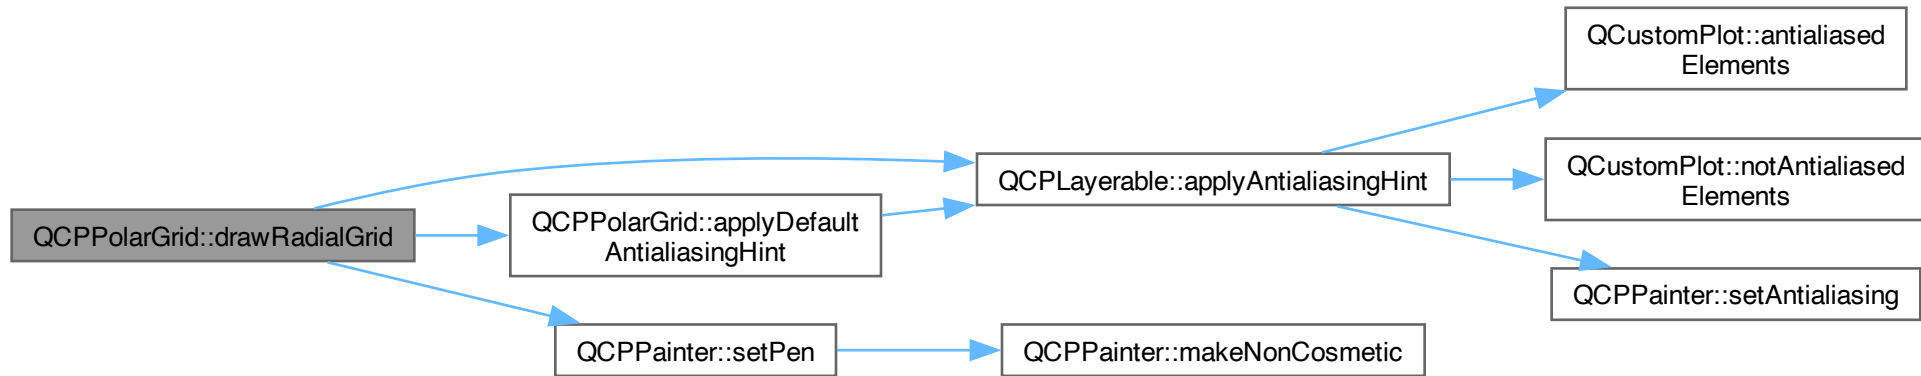 QCustomPlot::antialiased
Elements
QCustomPlot::notAntialiased
Elements
QCPLayerable::applyAntialiasingHint
QCPPolarGrid::drawRadialGrid
QCPPolarGrid::applyDefault
AntialiasingHint
QCPPainter::setAntialiasing
QCPPainter::setPen
QCPPainter::makeNonCosmetic